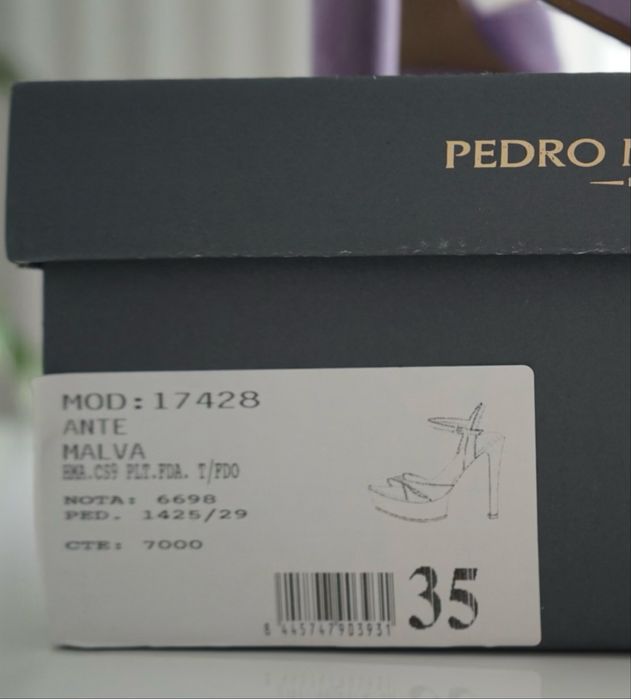 PEDRO
MOD:17428
ANTE
MALVA
HMA.CS9 PLT.FDA. T/FDO
NOTA: 6698
PED. 1425/29
CTE: 7000
35
8 445747903931